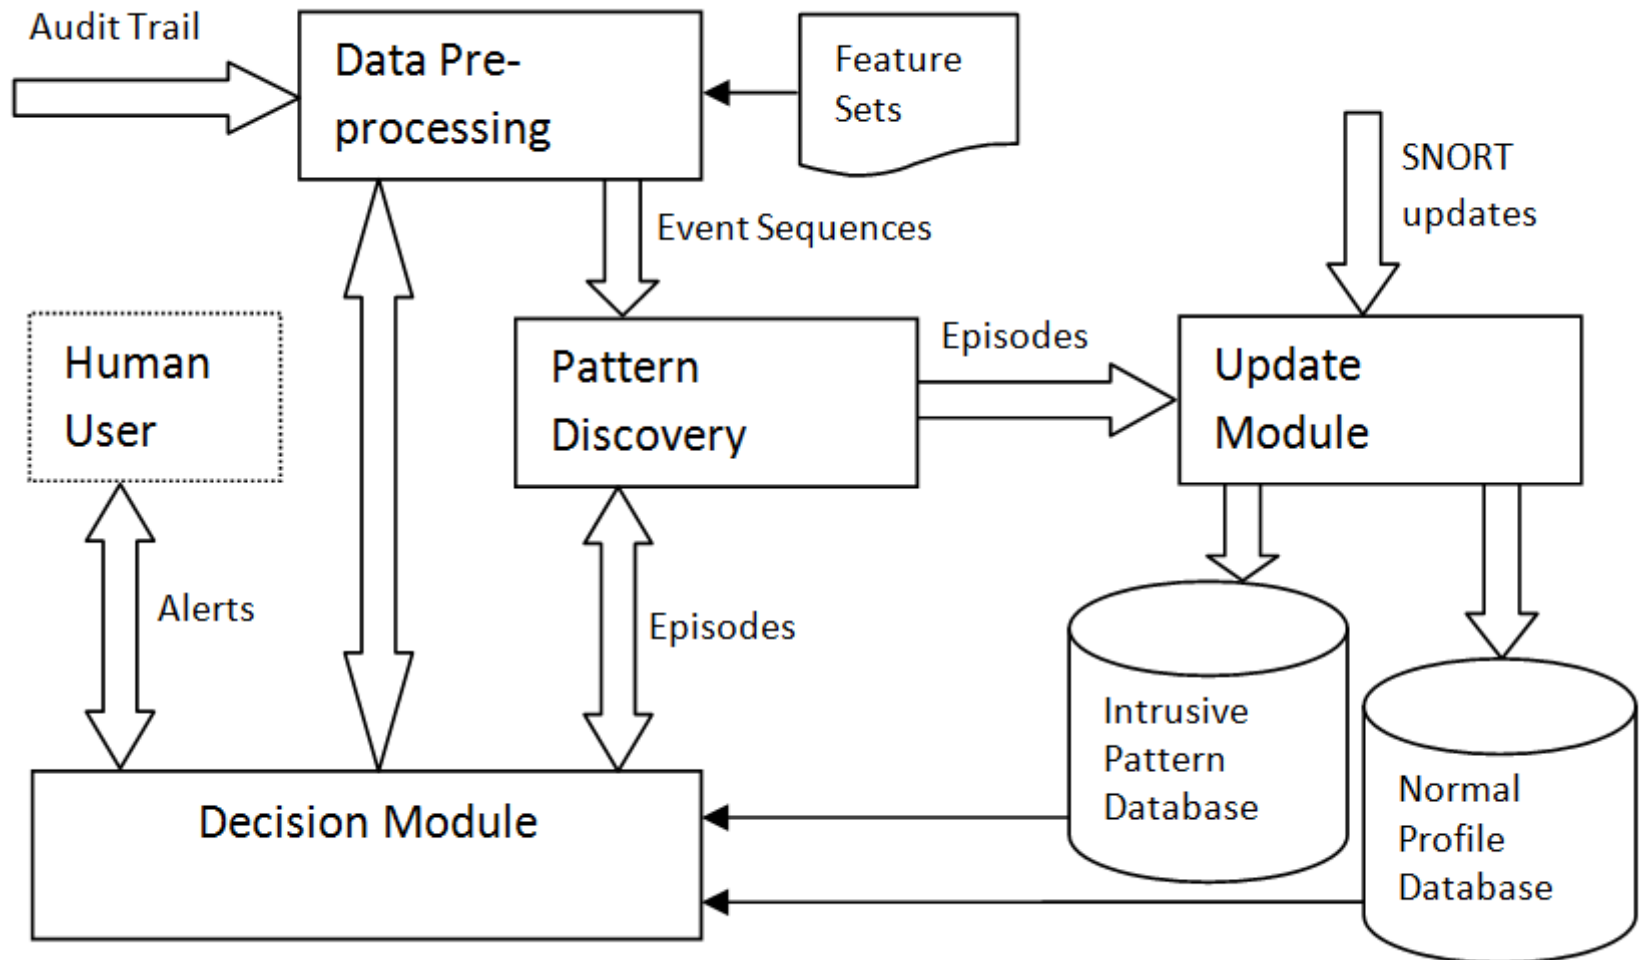 Audit Trail
Data Pre-
processing
Feature
Sets
SNORT
updates
Event Sequences
Human
User
Pattern
Discovery
Episodes
Update
Module
Alerts
Episodes
Intrusive
Pattern
Database
Normal
Profile
Database
Decision Module